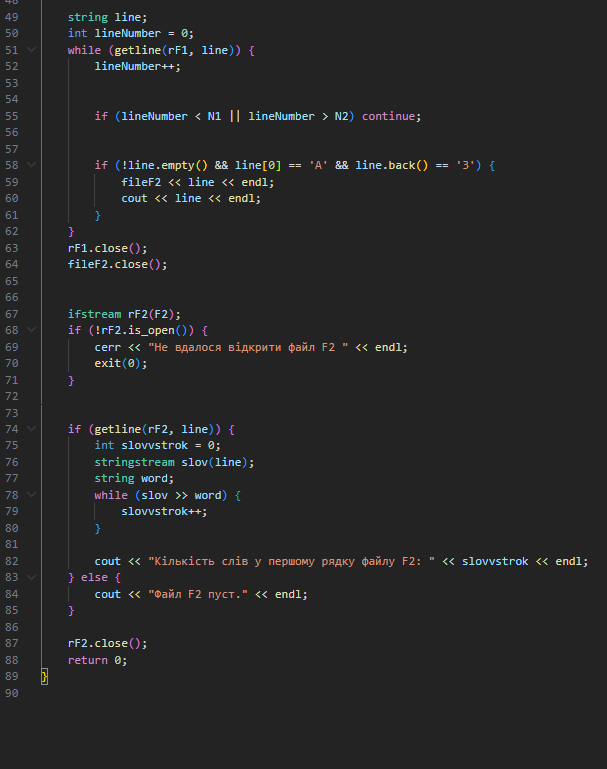 48
49 string line;
50 int lineNumber = 0;
51 while (getline(rF1, line)) {
52 lineNumber++;
53
54
55 if (lineNumber < N1 || lineNumber > N2) continue;
56
57
58 if (!line.empty() && line[0] == 'A' && line.back() == '3') {
59 fileF2 << line << endl;
60 cout << line << endl;
61 }
62 }
63 rF1.close();
64 fileF2.close();
65
66
67 ifstream rF2(F2);
68 if (!rF2.is_open()) {
69 cerr << "Не вдалося відкрити файл F2 " << endl;
70 exit(0);
71 }
72
73
74 if (getline(rF2, line)) {
75 int slovvstrok = 0;
76 stringstream slov(line);
77 string word;
78 while (slov >> word) {
79 slovvstrok++;
80 }
81
82 cout << "Кількість слів у першому рядку файлу F2: " << slovvstrok << endl;
83 } else {
84 cout << "Файл F2 пуст." << endl;
85 }
86
87 rF2.close();
88 return 0;
89 }
90